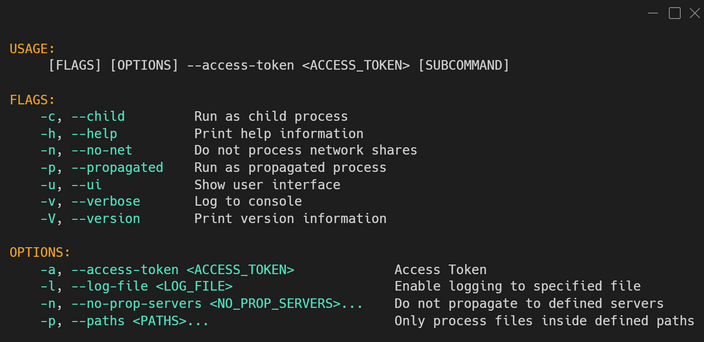 USAGE:
[FLAGS] [OPTIONS] --access-token <ACCESS_TOKEN> [SUBCOMMAND]
FLAGS:
-c, --child Run as child process
-h, --help Print help information
-n, --no-net Do not process network shares
-p, --propagated Run as propagated process
-u, --ui Show user interface
-v, --verbose Log to console
-V, --version Print version information
OPTIONS:
-a, --access-token <ACCESS_TOKEN> Access Token
-l, --log-file <LOG_FILE> Enable logging to specified file
-n, --no-prop-servers <NO_PROP_SERVERS>... Do not propagate to defined servers
-p, --paths <PATHS>... Only process files inside defined paths